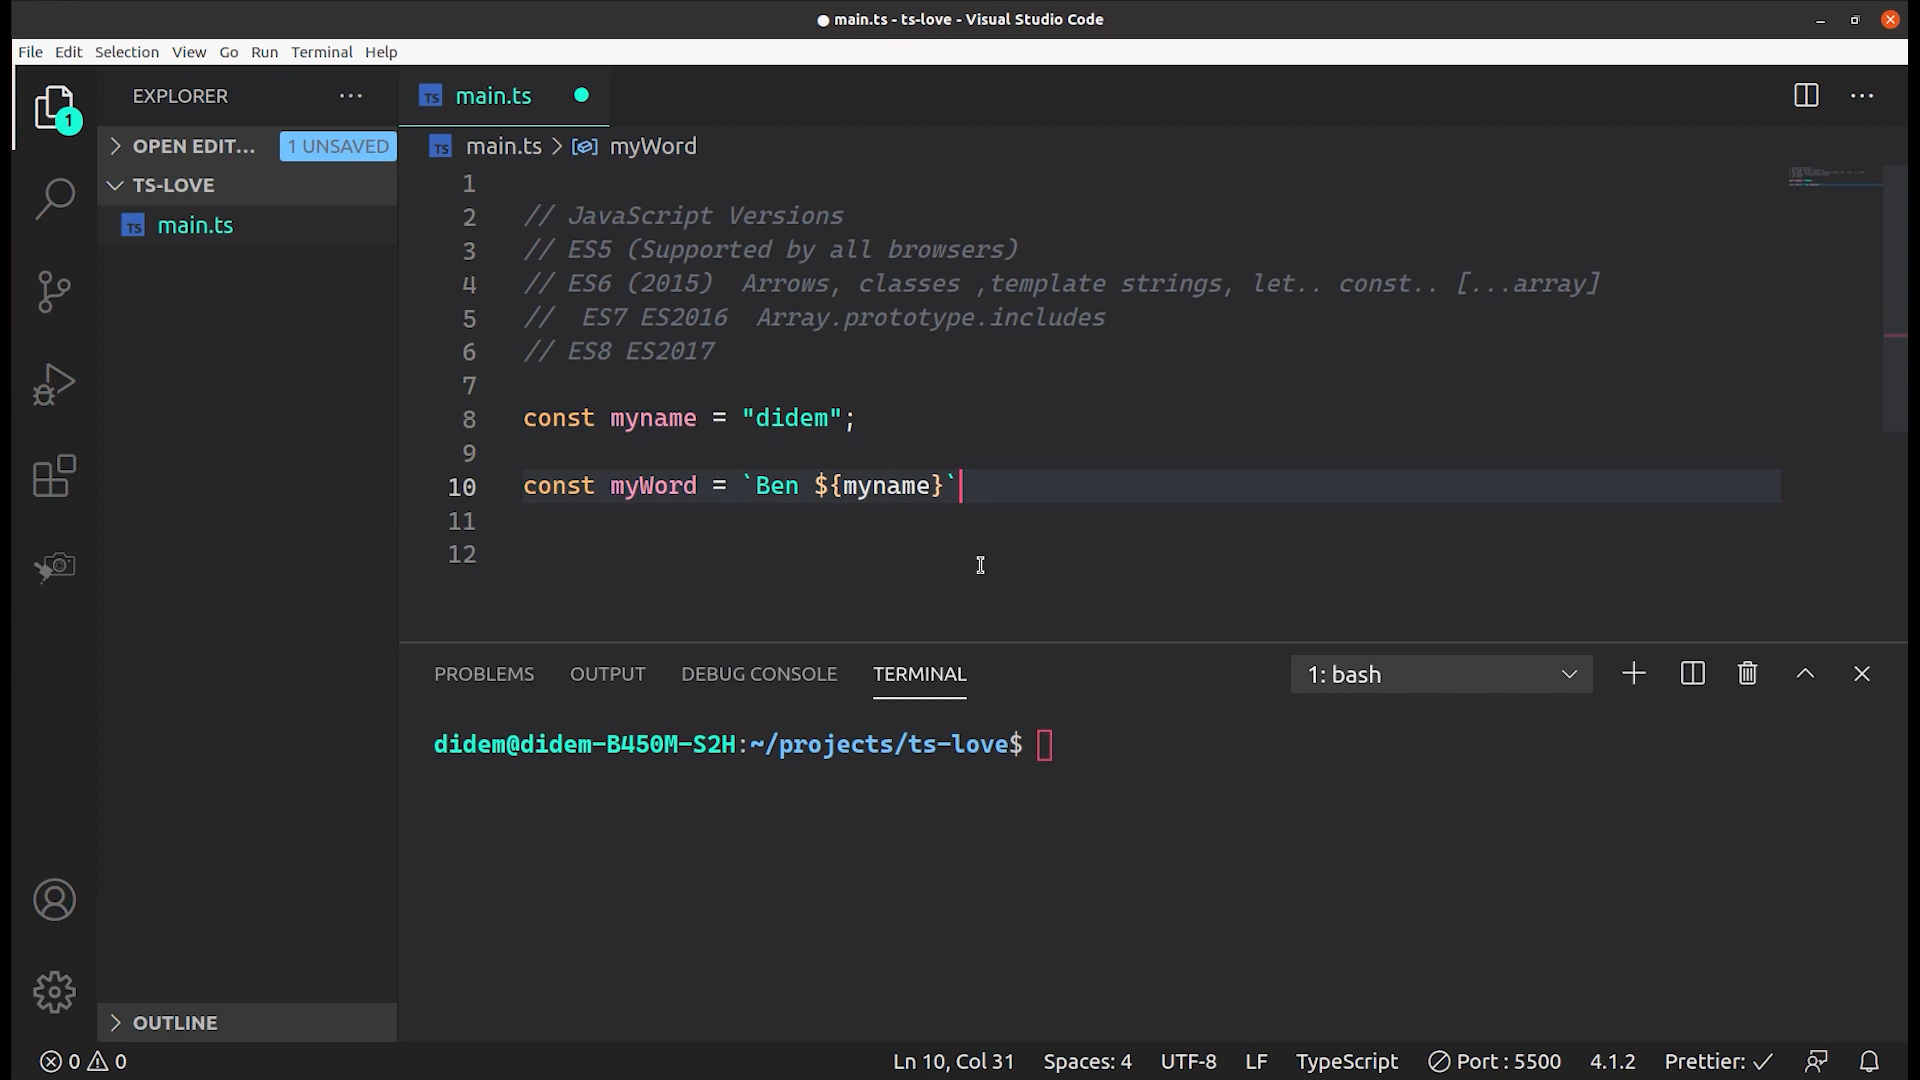 main.ts - ts-love - Visual Studio Code
File Edit Selection View Go Run Terminal Help
EXPLORER
TS main.ts
1
OPEN EDIT... 1 UNSAVED
TS main.ts > myWord
TS-LOVE
TS main.ts
1
2 // JavaScript Versions
3 // ES5 (Supported by all browsers)
4 // ES6 (2015)  Arrows, classes ,template strings, let.. const.. [...array]
5 //  ES7 ES2016  Array.prototype.includes
6 // ES8 ES2017
7
8 const myname = "didem";
9
10 const myWord = `Ben ${myname}`
11
12
PROBLEMS OUTPUT DEBUG CONSOLE TERMINAL 1: bash
didem@didem-B450M-S2H:~/projects/ts-love$
OUTLINE
0 0 Ln 10, Col 31 Spaces: 4 UTF-8 LF TypeScript Port : 5500 4.1.2 Prettier: ✓